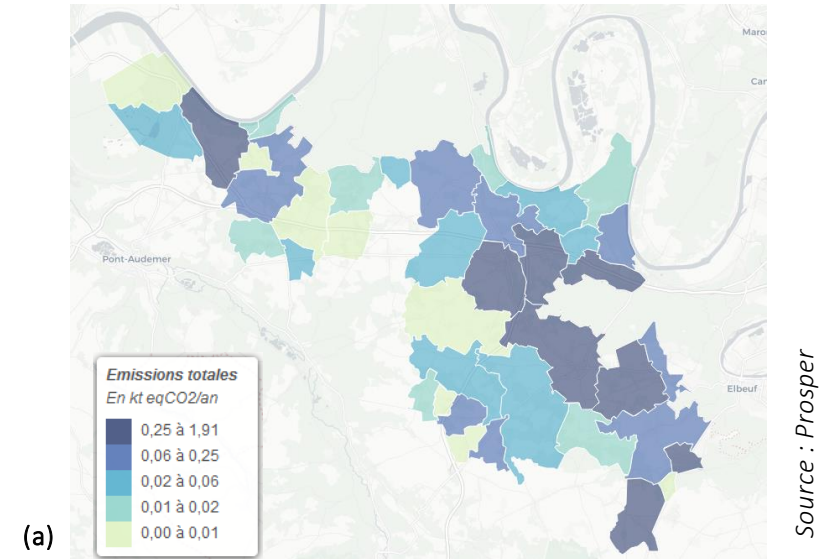 Maro
Car
Pont-Audemer
Elbeuf
Emissions totales
En kt eqCO2/an
0,25 à 1,91
0,06 à 0,25
0,02 à 0,06
0,01 à 0,02
0,00 à 0,01
(a)
Source : Prosper